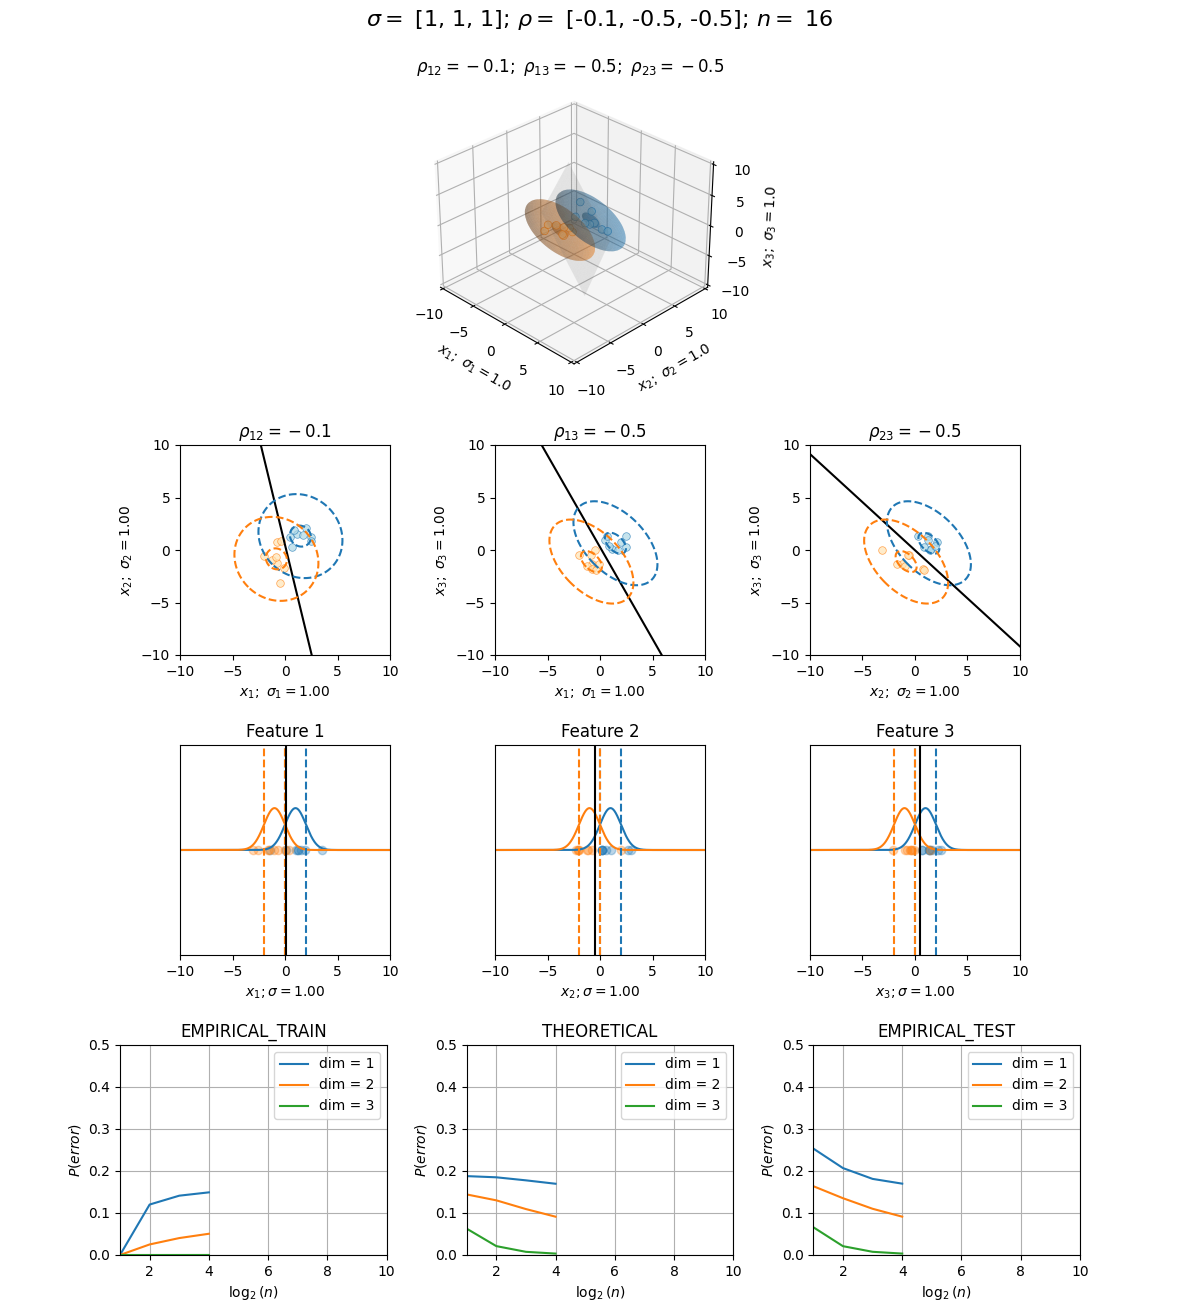 σ = [1, 1, 1]; ρ = [-0.1, -0.5, -0.5]; n = 16
ρ₁₂ = −0.1; ρ₁₃ = −0.5; ρ₂₃ = −0.5
10
5
0
−5
−10
x₃; σ₃ = 1.0
−10
−5
0
5
10
x₁; σ₁ = 1.0
−10
−5
0
5
10
x₂; σ₂ = 1.0
ρ₁₂ = −0.1
10
5
0
−5
−10
x₂; σ₂ = 1.00
−10 −5 0 5 10
x₁; σ₁ = 1.00
ρ₁₃ = −0.5
10
5
0
−5
−10
x₃; σ₃ = 1.00
−10 −5 0 5 10
x₁; σ₁ = 1.00
ρ₂₃ = −0.5
10
5
0
−5
−10
x₃; σ₃ = 1.00
−10 −5 0 5 10
x₂; σ₂ = 1.00
Feature 1
−10 −5 0 5 10
x₁; σ = 1.00
Feature 2
−10 −5 0 5 10
x₂; σ = 1.00
Feature 3
−10 −5 0 5 10
x₃; σ = 1.00
EMPIRICAL_TRAIN
0.5
0.4
0.3
0.2
0.1
0.0
P(error)
dim = 1
dim = 2
dim = 3
2 4 6 8 10
log₂(n)
THEORETICAL
0.5
0.4
0.3
0.2
0.1
0.0
P(error)
dim = 1
dim = 2
dim = 3
2 4 6 8 10
log₂(n)
EMPIRICAL_TEST
0.5
0.4
0.3
0.2
0.1
0.0
P(error)
dim = 1
dim = 2
dim = 3
2 4 6 8 10
log₂(n)